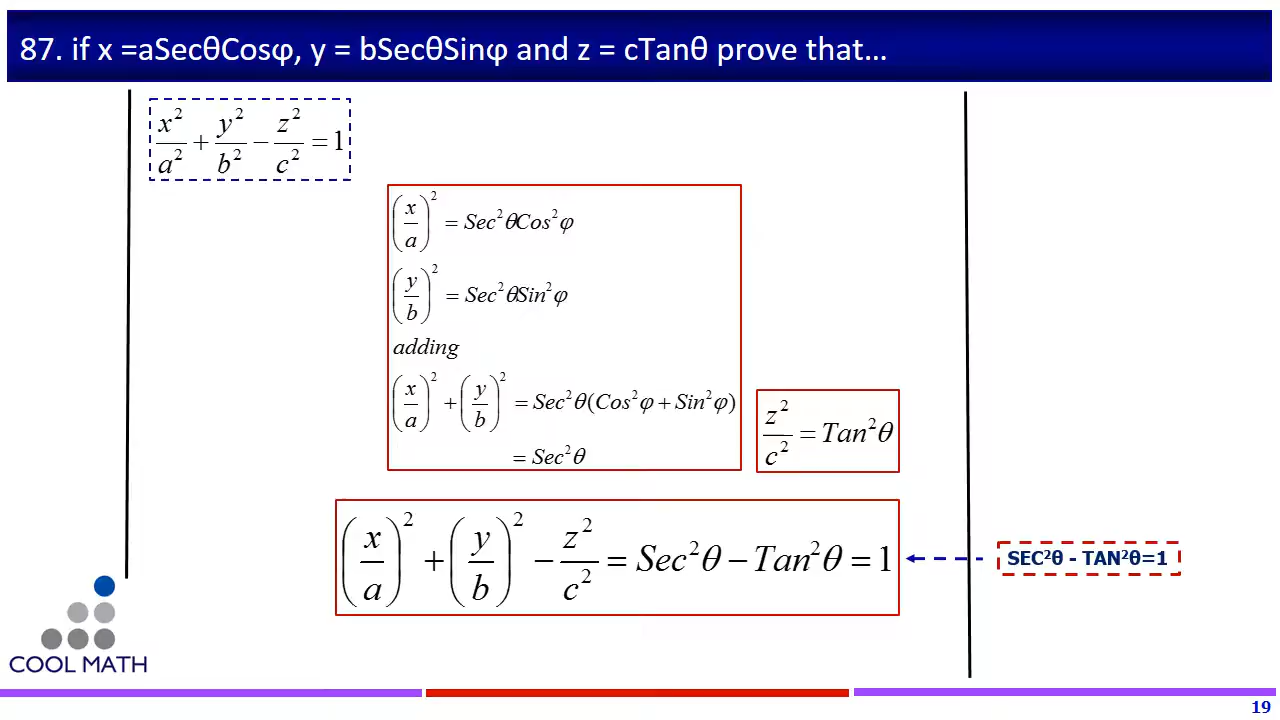 87. if x =aSecθCosφ, y = bSecθSinφ and z = cTanθ prove that…
x²/a² + y²/b² − z²/c² = 1
(x/a)² = Sec²θCos²φ
(y/b)² = Sec²θSin²φ
adding
(x/a)² + (y/b)² = Sec²θ(Cos²φ + Sin²φ)
= Sec²θ
z²/c² = Tan²θ
(x/a)² + (y/b)² − z²/c² = Sec²θ − Tan²θ = 1
SEC²θ - TAN²θ=1
COOL MATH
19